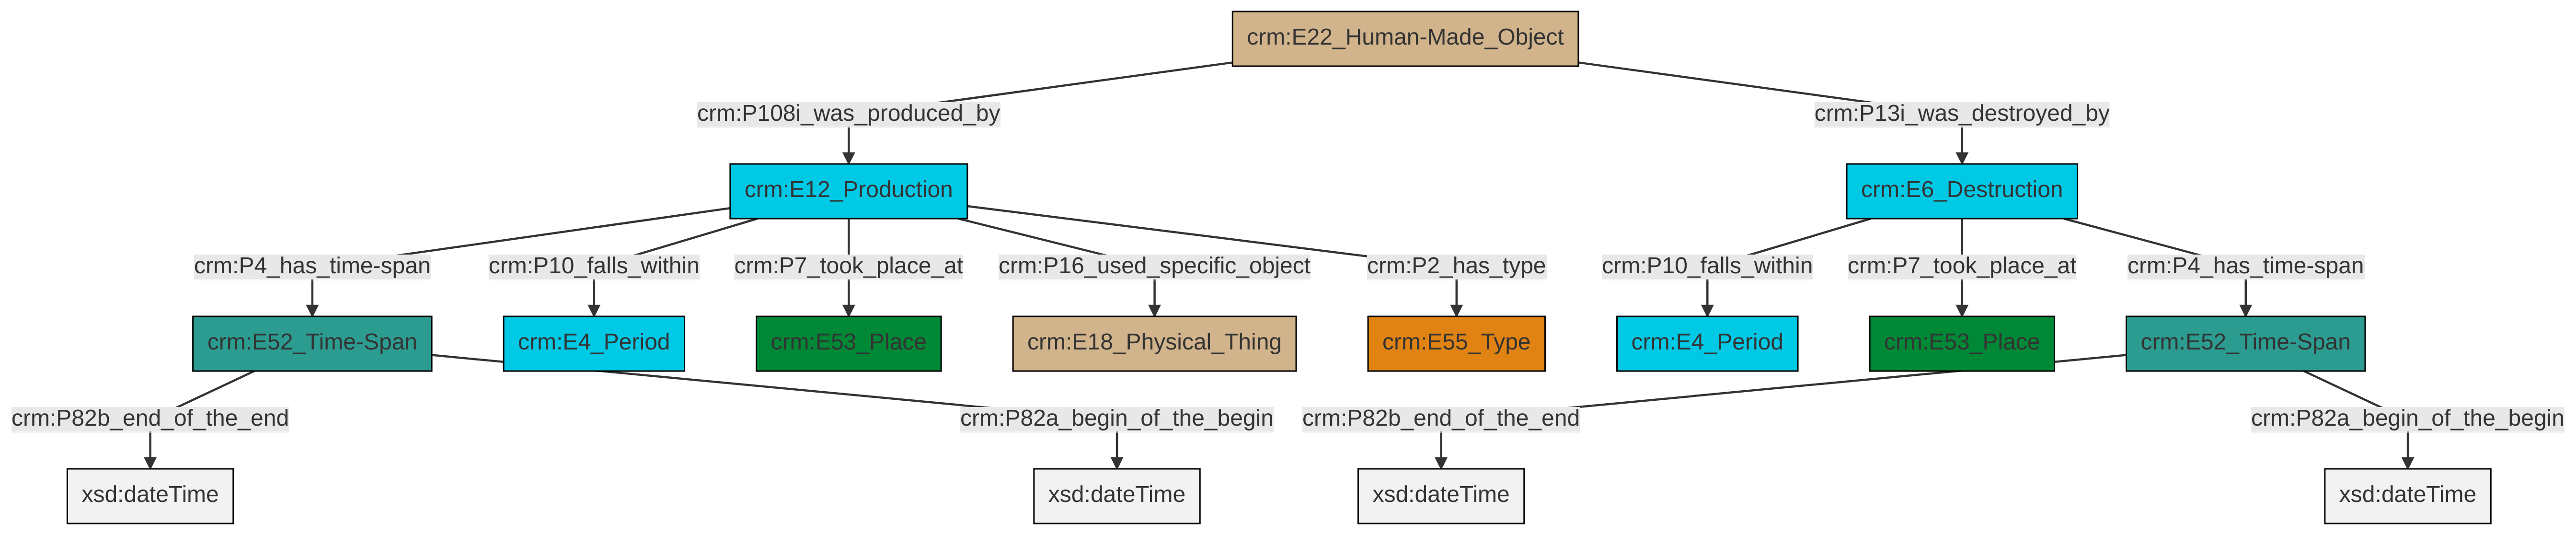 crm:E22_Human-Made_Object
crm:P108i_was_produced_by
crm:P13i_was_destroyed_by
crm:E12_Production
crm:E6_Destruction
crm:P4_has_time-span
crm:P10_falls_within
crm:P7_took_place_at
crm:P16_used_specific_object
crm:P2_has_type
crm:P10_falls_within
crm:P7_took_place_at
crm:P4_has_time-span
crm:E52_Time-Span
crm:E4_Period
crm:E53_Place
crm:E18_Physical_Thing
crm:E55_Type
crm:E4_Period
crm:E53_Place
crm:E52_Time-Span
crm:P82b_end_of_the_end
crm:P82a_begin_of_the_begin
crm:P82b_end_of_the_end
crm:P82a_begin_of_the_begin
xsd:dateTime
xsd:dateTime
xsd:dateTime
xsd:dateTime